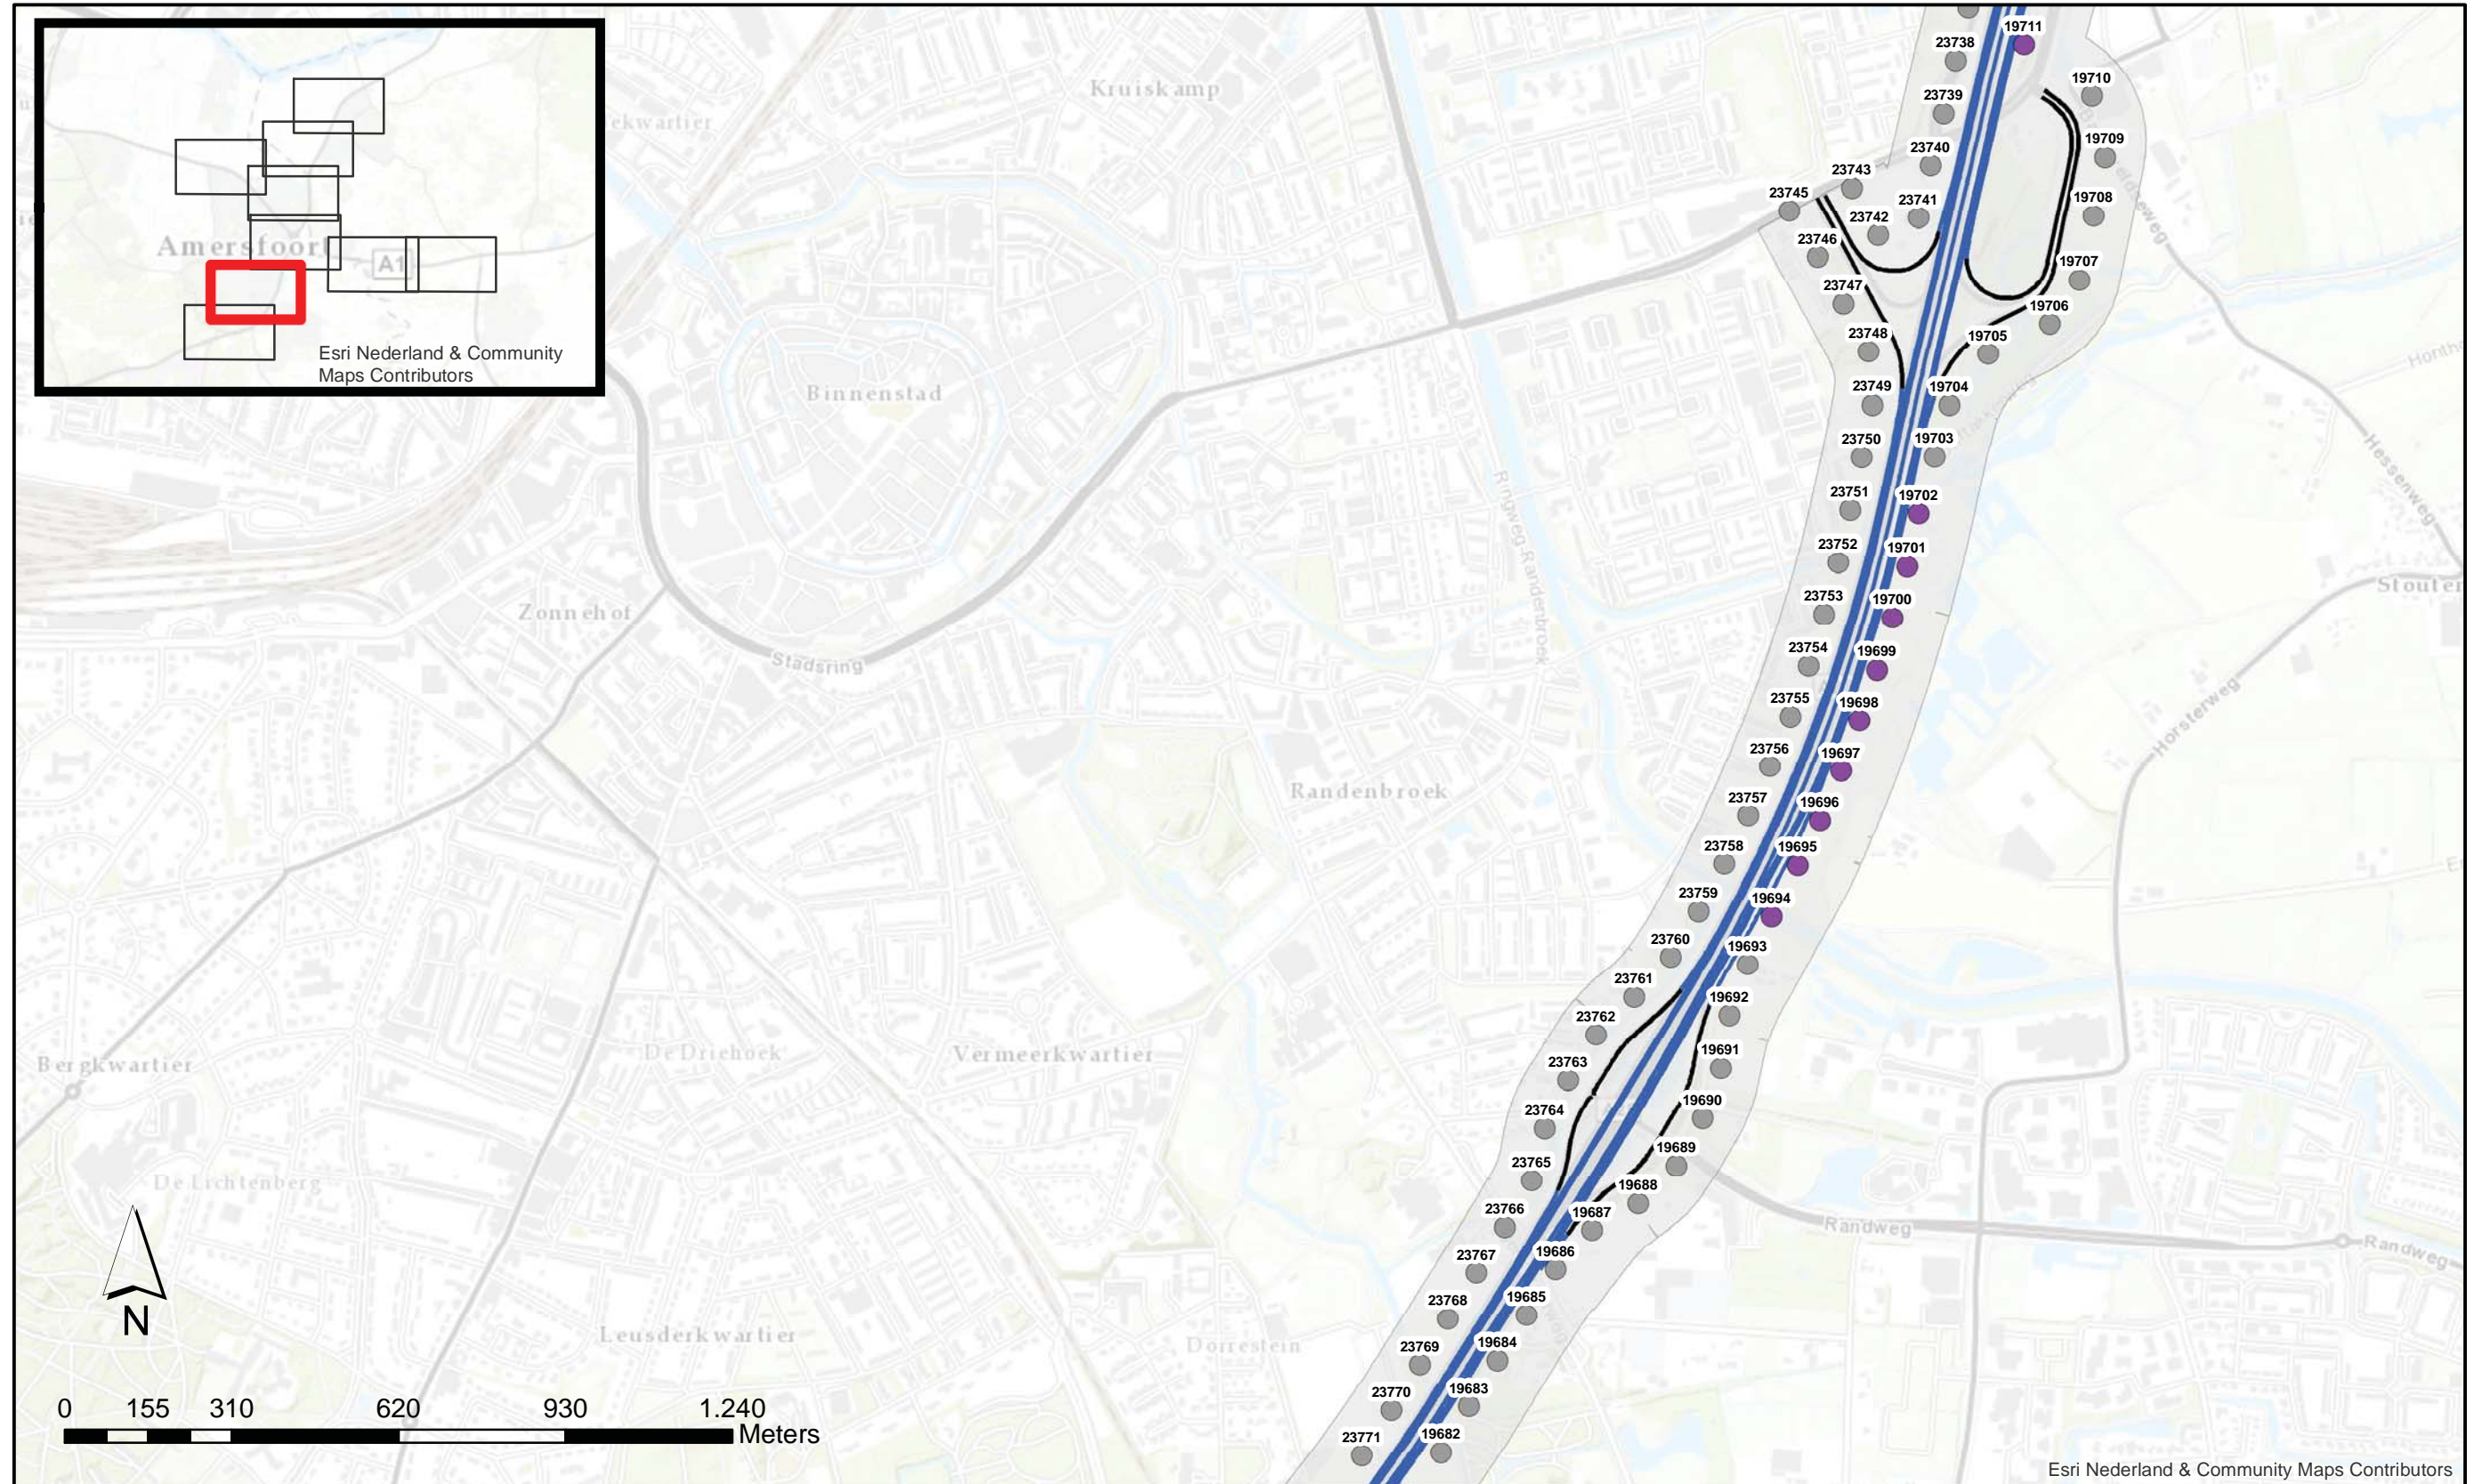 Amersfoort
A1
Esri Nederland & Community
Maps Contributors
Kruiskamp
ekwartier
Binnenstad
Zonnehof
Stadsring
Ringweg-Randenbroek
Randenbroek
Bergkwartier
De Driehoek
Vermeerkwartier
De Lichtenberg
Leusderkwartier
Dorrestein
Hessenweg
Stouten
Horsterweg
Randweg
Randweg
19711
23738
19710
23739
19709
23740
23743
23745
23741
19708
23742
23746
19707
23747
19706
23748
19705
23749
19704
23750
19703
23751
19702
23752
19701
23753
19700
23754
19699
23755
19698
23756
19697
23757
19696
23758
19695
23759
19694
23760
19693
23761
19692
23762
19691
23763
19690
23764
19689
23765
19688
23766
19687
23767
19686
23768
19685
23769
19684
23770
19683
23771
19682
N
0 155 310 620 930 1.240
Meters
Esri Nederland & Community Maps Contributors